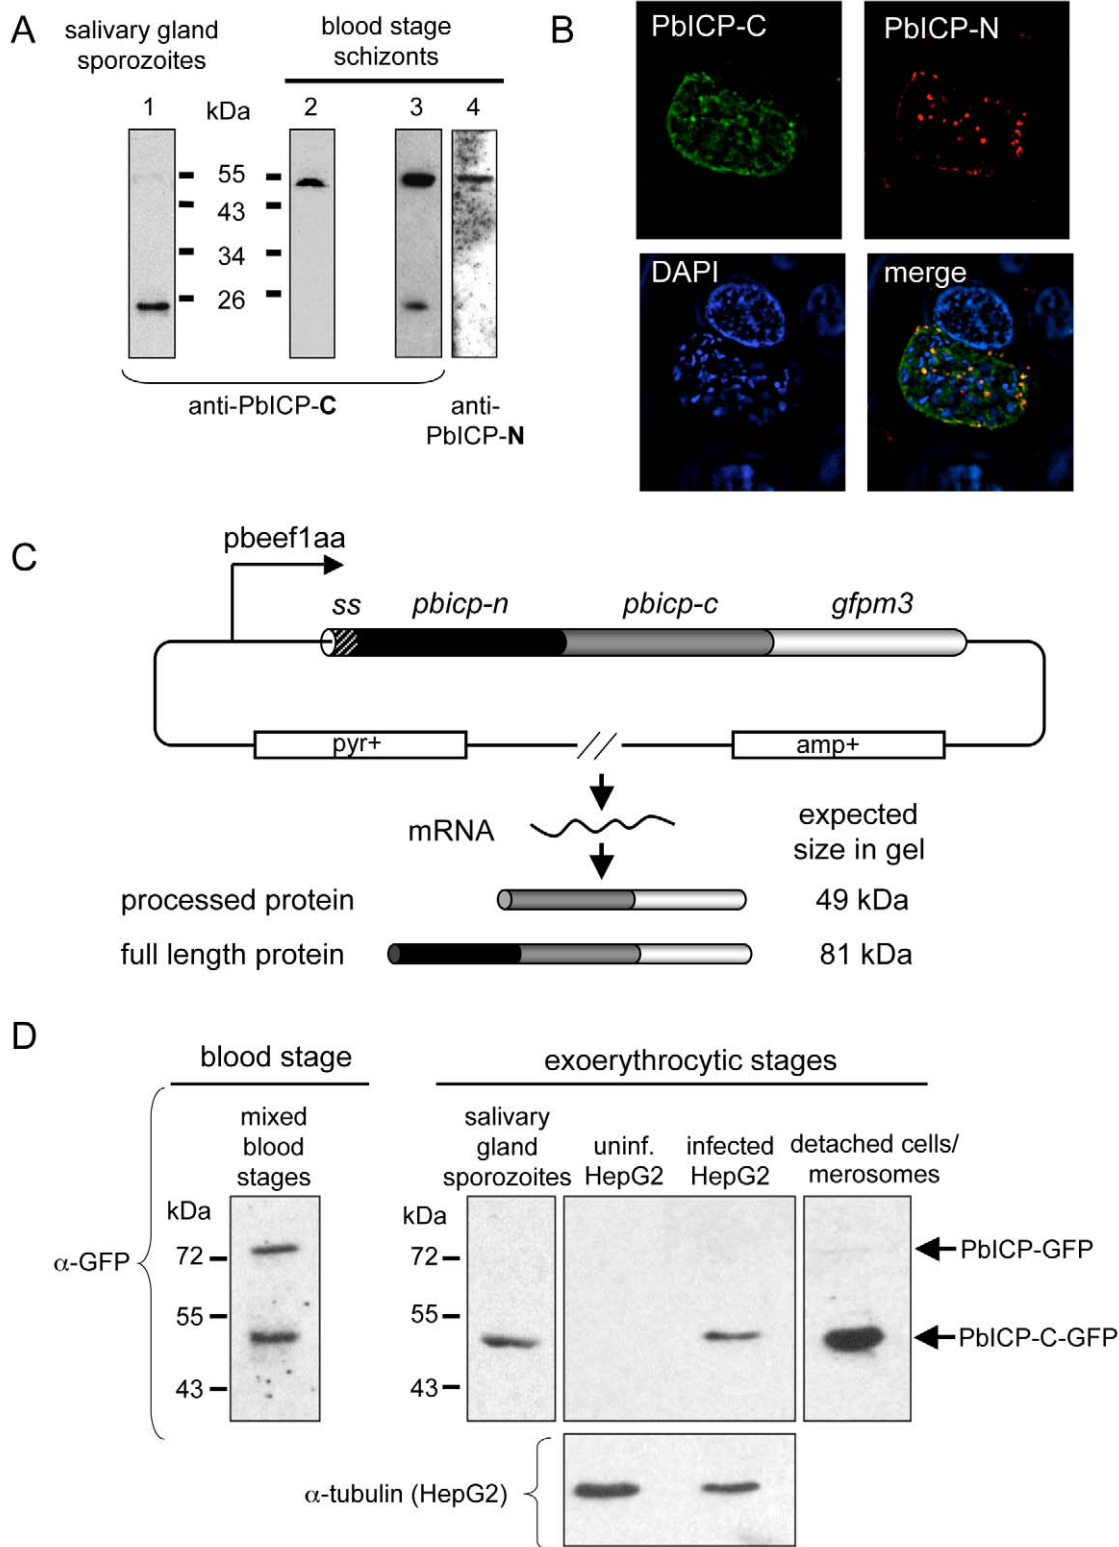 A
salivary gland
sporozoites
blood stage
schizonts
1
kDa
2
3
4
55
43
34
26
anti-PbICP-C
anti-
PbICP-N
B
PbICP-C
PbICP-N
DAPI
merge
C
pbeef1aa
ss
pbicp-n
pbicp-c
gfpm3
pyr+
amp+
mRNA
expected
size in gel
processed protein
49 kDa
full length protein
81 kDa
D
blood stage
exoerythrocytic stages
mixed
blood
stages
salivary
gland
sporozoites
uninf.
HepG2
infected
HepG2
detached cells/
merosomes
kDa
kDa
α-GFP
72
55
43
72
55
43
PbICP-GFP
PbICP-C-GFP
α-tubulin (HepG2)